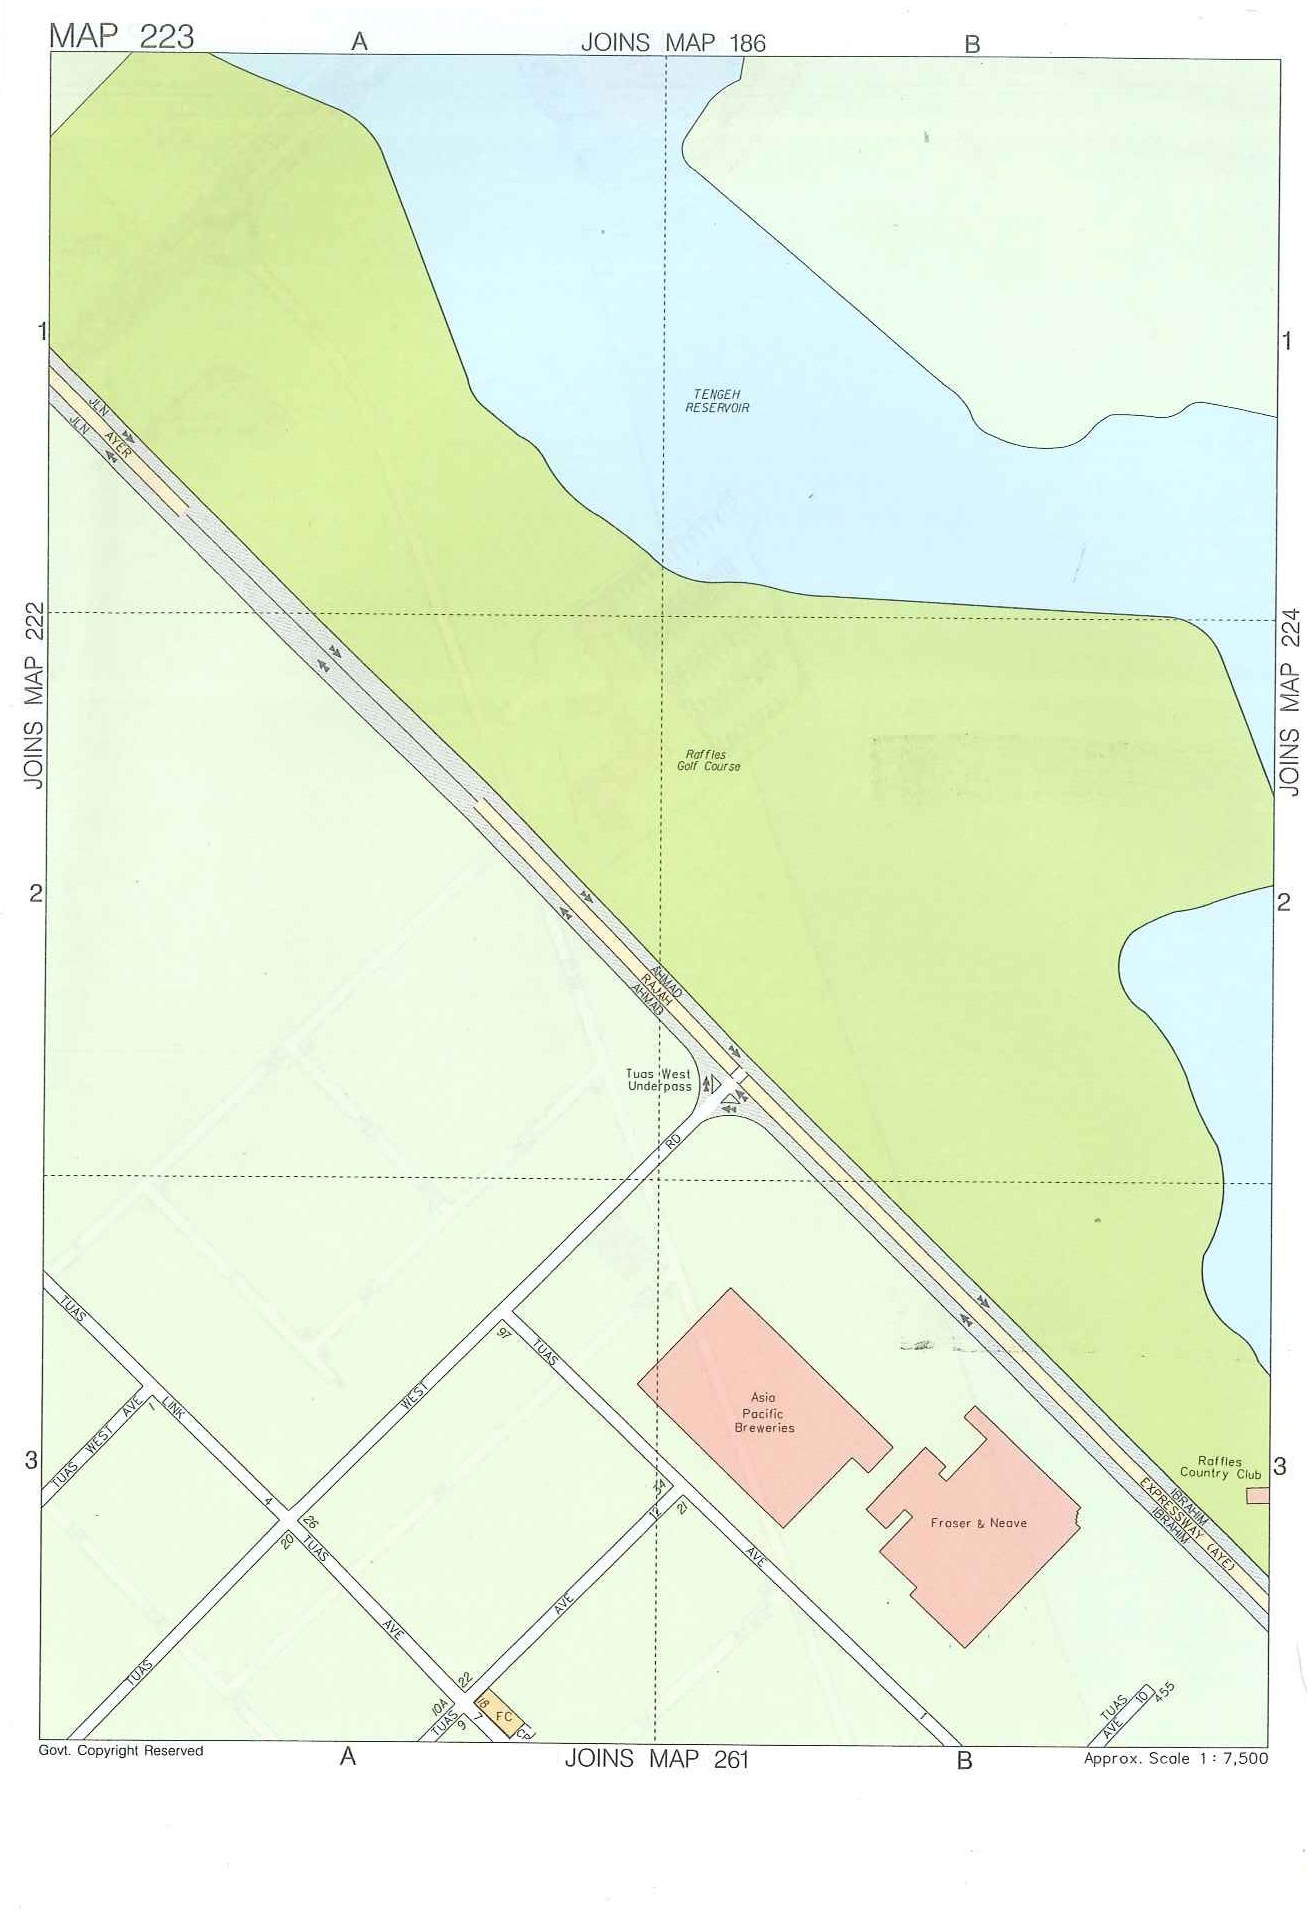 MAP 223
A
JOINS MAP 186
B
1
1
TENGEH
RESERVOIR
JLN
AYER
JLN
JOINS MAP 222
JOINS MAP 224
Raffles
Golf Course
2
2
AHMAD
RAJAH
AHMAD
Tuas West
Underpass
RD
TUAS
97
TUAS
WEST
LINK
AVE
1
TUAS WEST
Asia
Pacific
Breweries
3
3
Raffles
Country Club
IBRAHIM
EXPRESSWAY (AYE)
IBRAHIM
Fraser & Neave
4
26
20
TUAS
34
12
21
AVE
AVE
AVE
TUAS
22
10A
TUAS
9
7
18
FC
CP
1
TUAS
AVE 10
455
Govt. Copyright Reserved
A
JOINS MAP 261
B
Approx. Scale 1 : 7,500